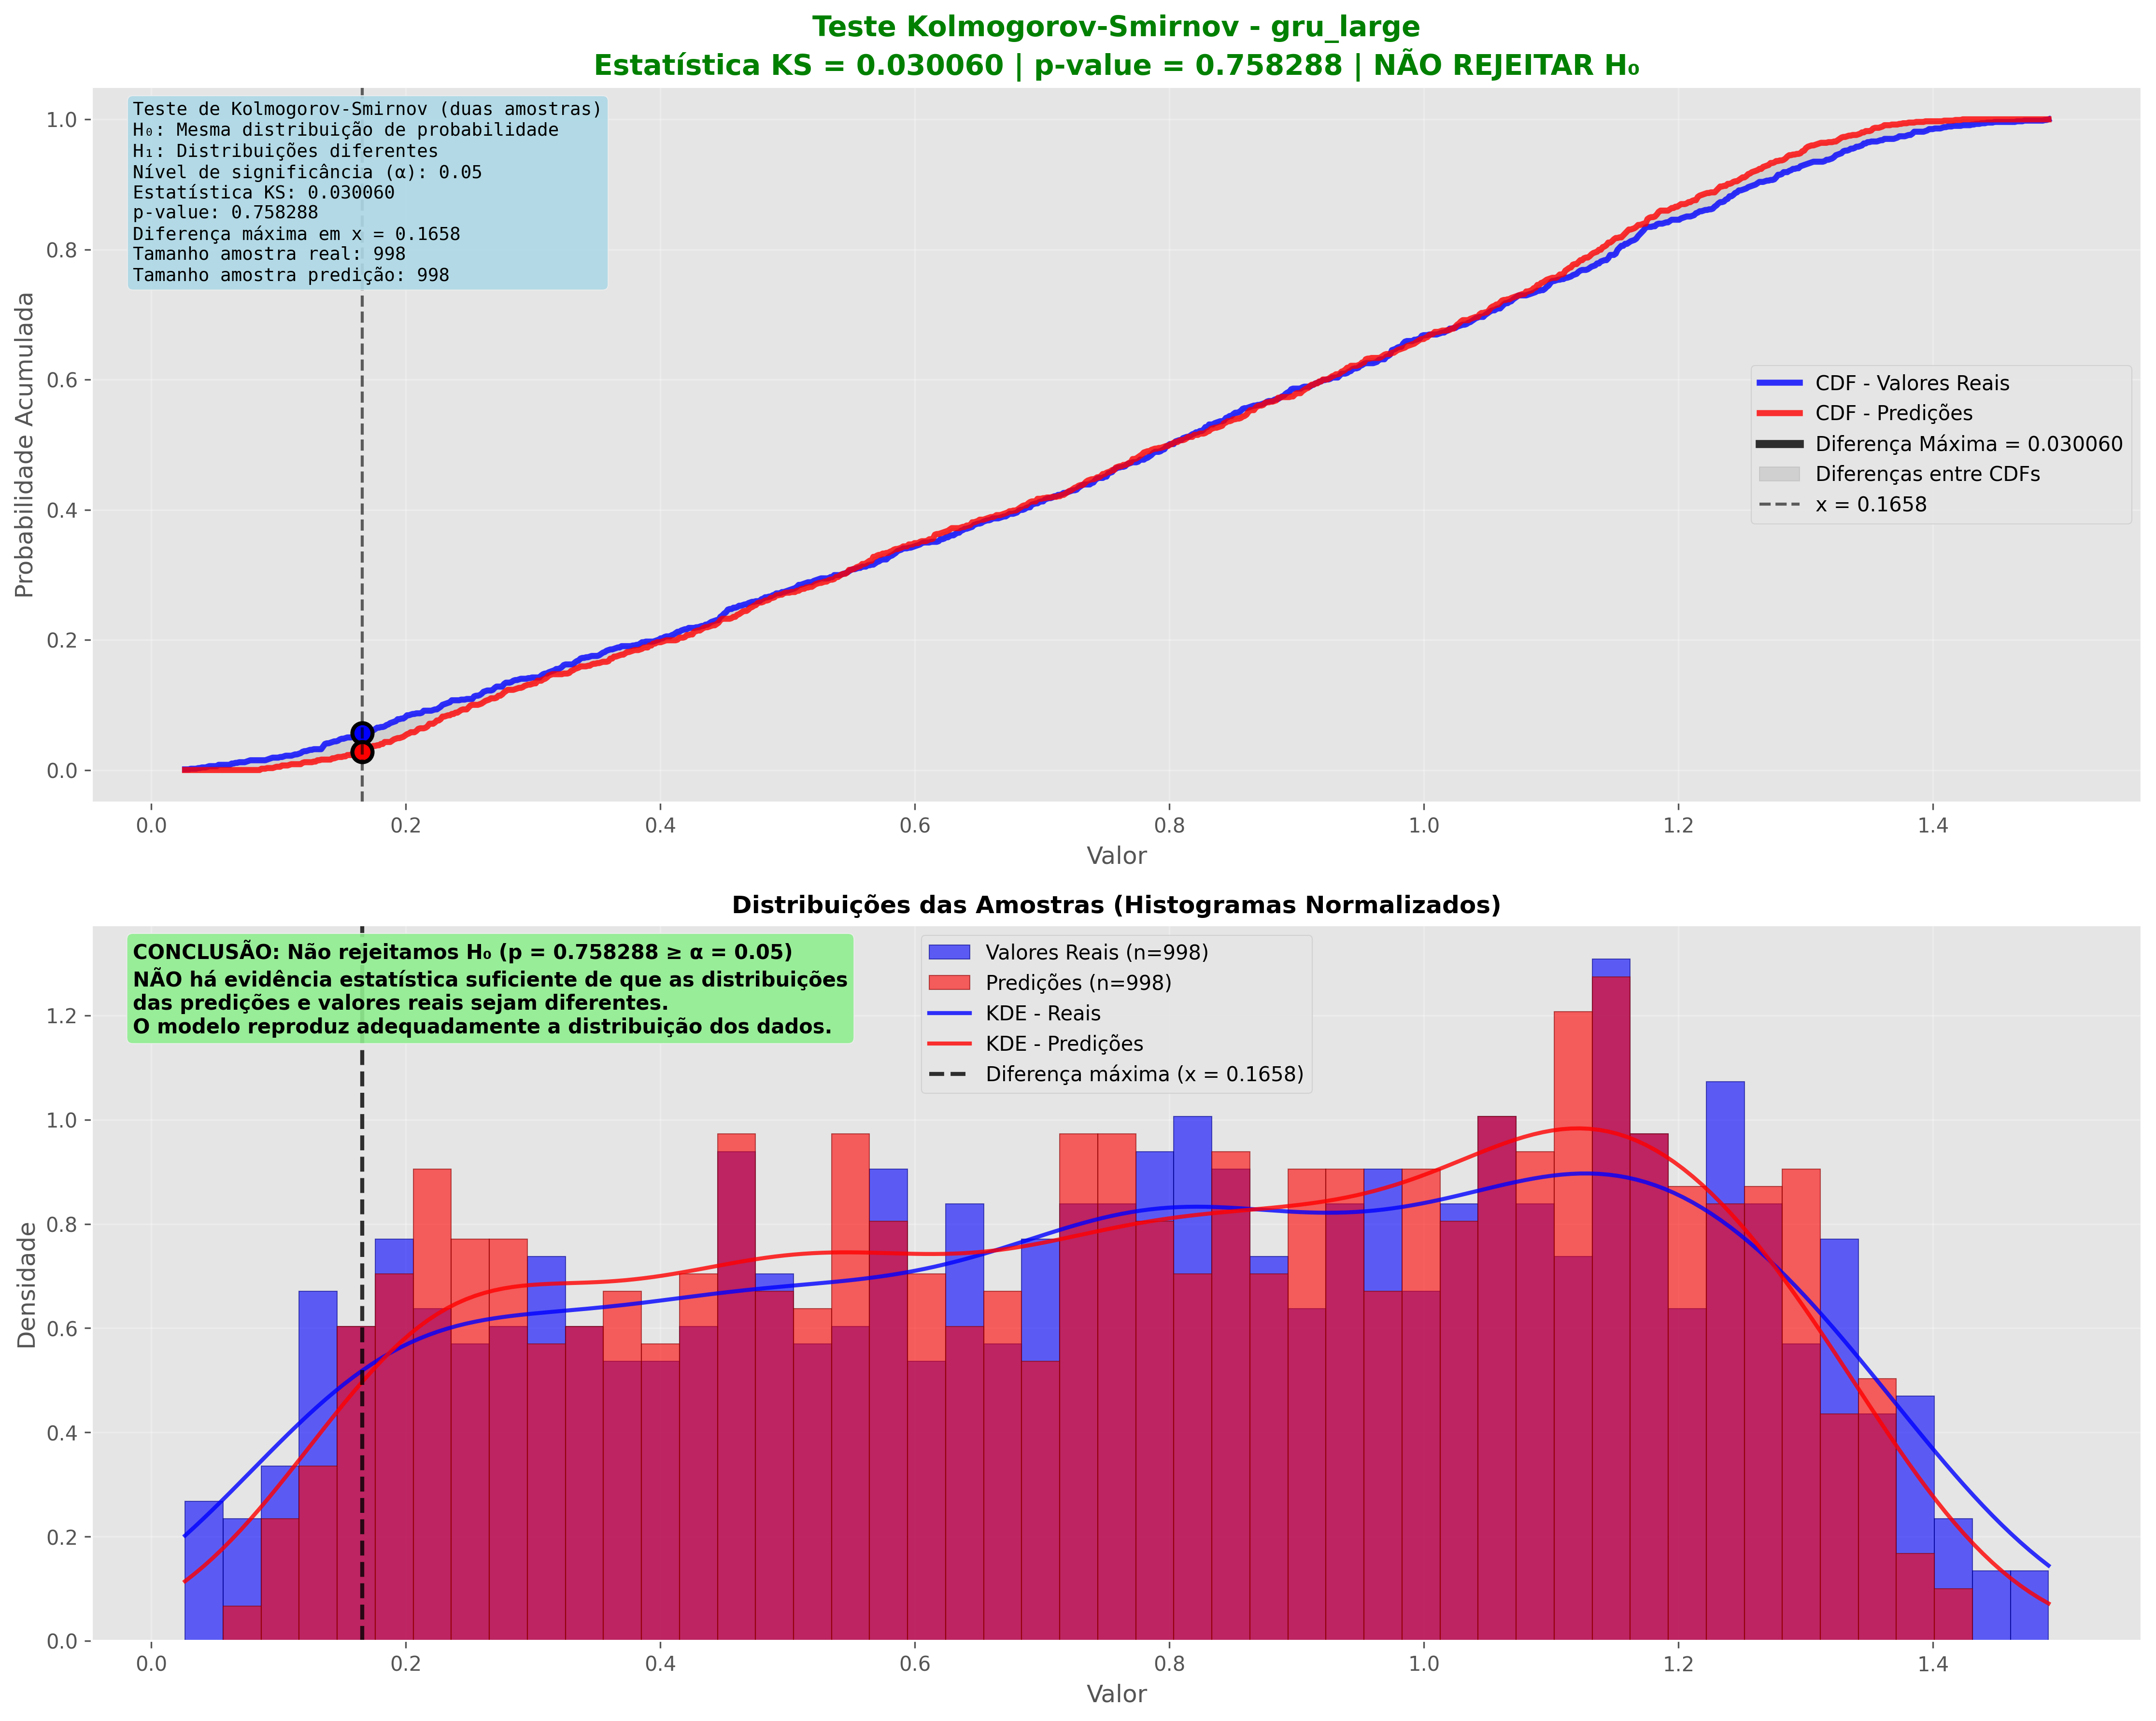 Teste Kolmogorov-Smirnov - gru_large
Estatística KS = 0.030060 | p-value = 0.758288 | NÃO REJEITAR H₀
Teste de Kolmogorov-Smirnov (duas amostras)
H₀: Mesma distribuição de probabilidade
H₁: Distribuições diferentes
Nível de significância (α): 0.05
Estatística KS: 0.030060
p-value: 0.758288
Diferença máxima em x = 0.1658
Tamanho amostra real: 998
Tamanho amostra predição: 998
Probabilidade Acumulada
1.0
0.8
0.6
0.4
0.2
0.0
CDF - Valores Reais
CDF - Predições
Diferença Máxima = 0.030060
Diferenças entre CDFs
x = 0.1658
0.0 0.2 0.4 0.6 0.8 1.0 1.2 1.4
Valor
Distribuições das Amostras (Histogramas Normalizados)
CONCLUSÃO: Não rejeitamos H₀ (p = 0.758288 ≥ α = 0.05)
NÃO há evidência estatística suficiente de que as distribuições
das predições e valores reais sejam diferentes.
O modelo reproduz adequadamente a distribuição dos dados.
Valores Reais (n=998)
Predições (n=998)
KDE - Reais
KDE - Predições
Diferença máxima (x = 0.1658)
Densidade
1.2
1.0
0.8
0.6
0.4
0.2
0.0
0.0 0.2 0.4 0.6 0.8 1.0 1.2 1.4
Valor